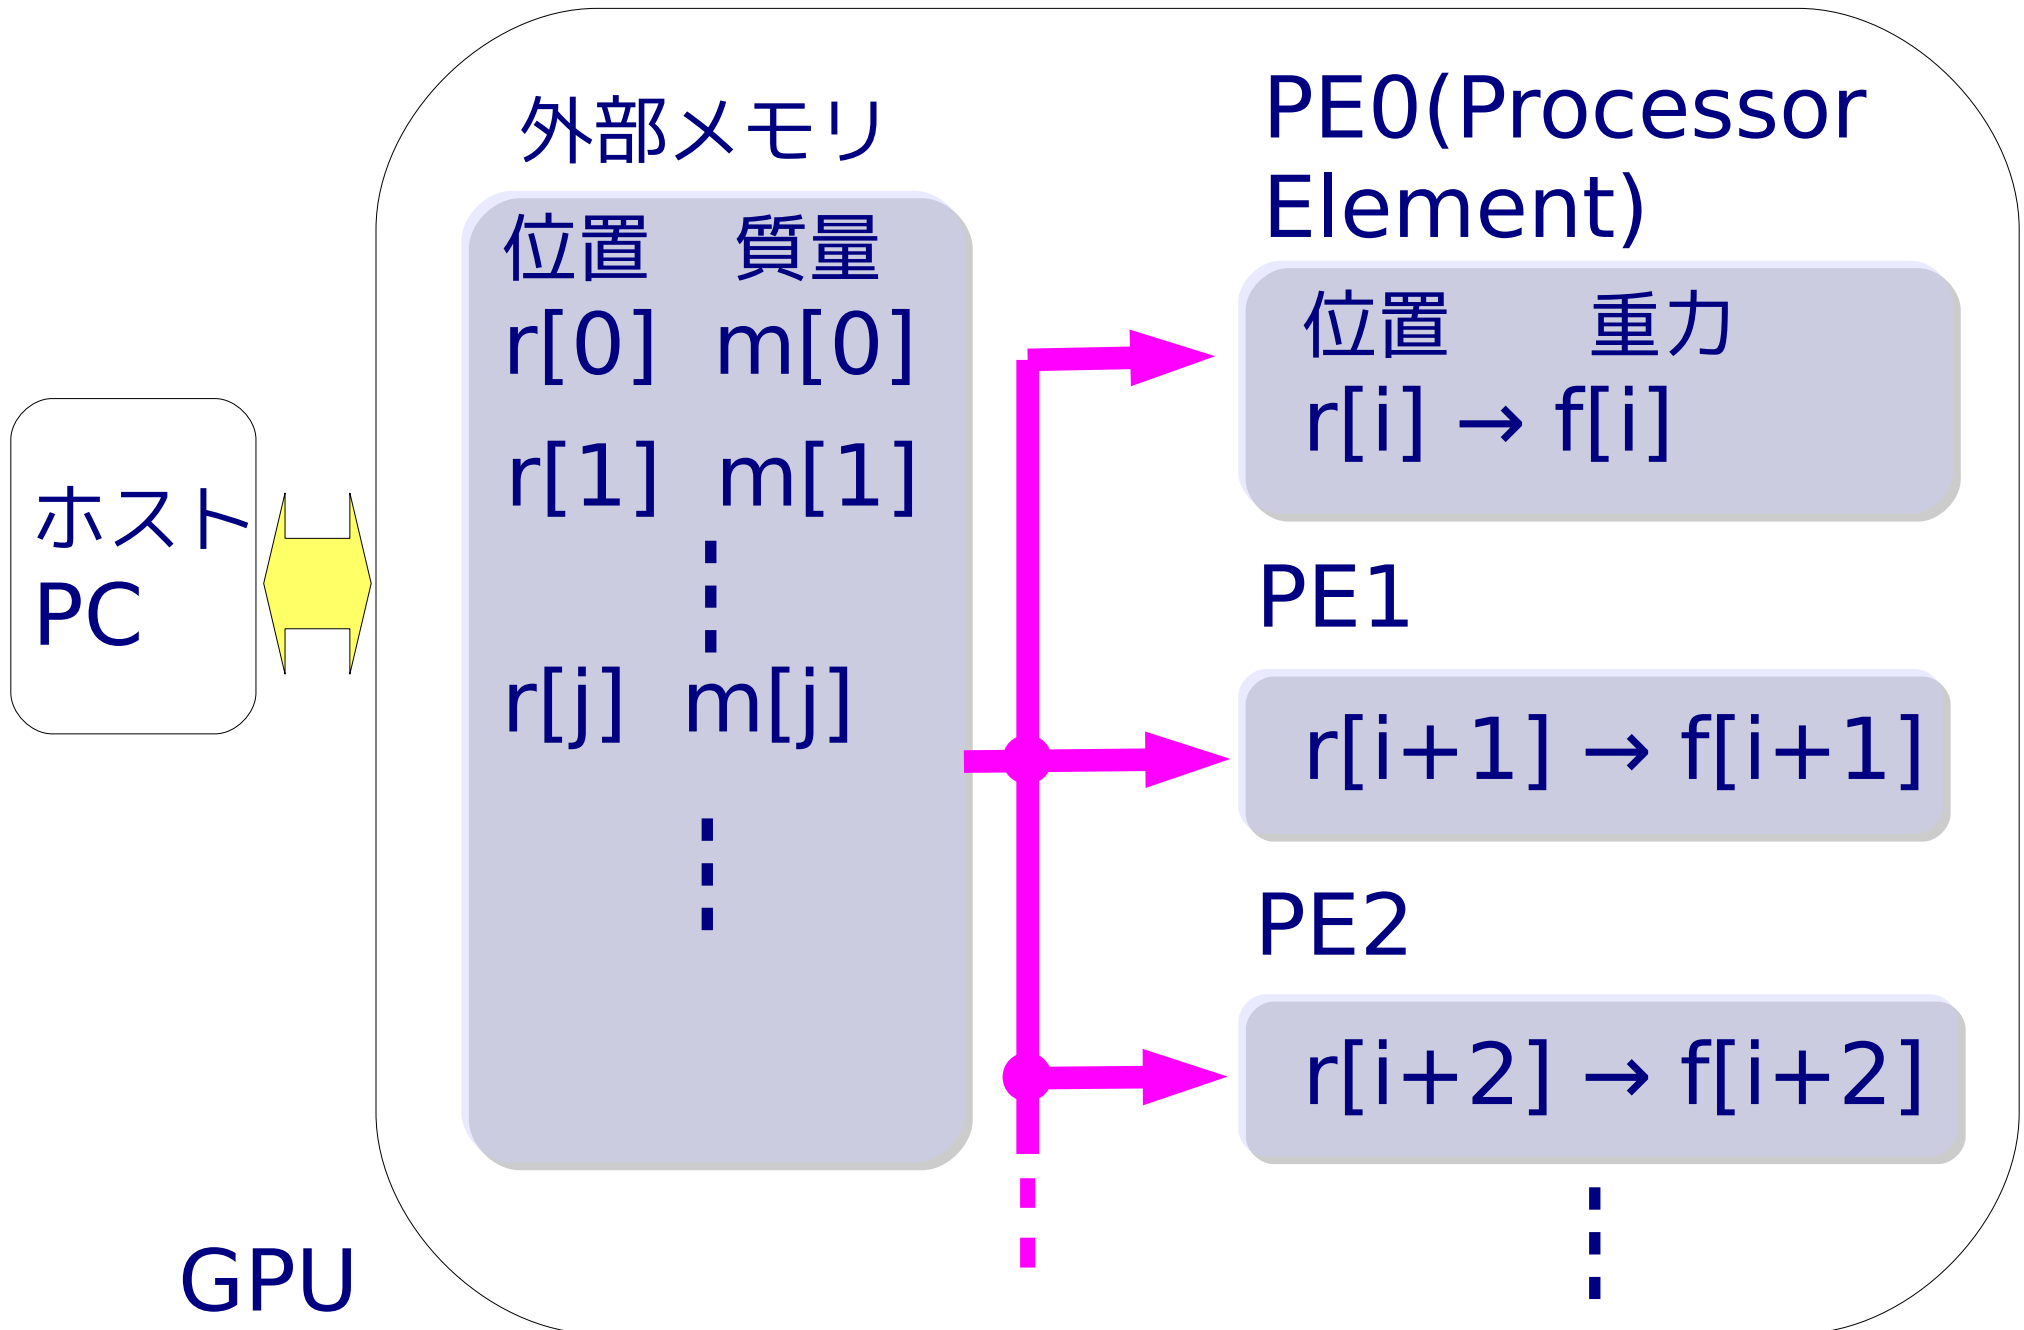 外部メモリ
位置 質量
r[0] m[0]
r[1] m[1]
r[j] m[j]
ホスト
PC
GPU
PE0(Processor
Element)
位置 重力
r[i] → f[i]
PE1
r[i+1] → f[i+1]
PE2
r[i+2] → f[i+2]